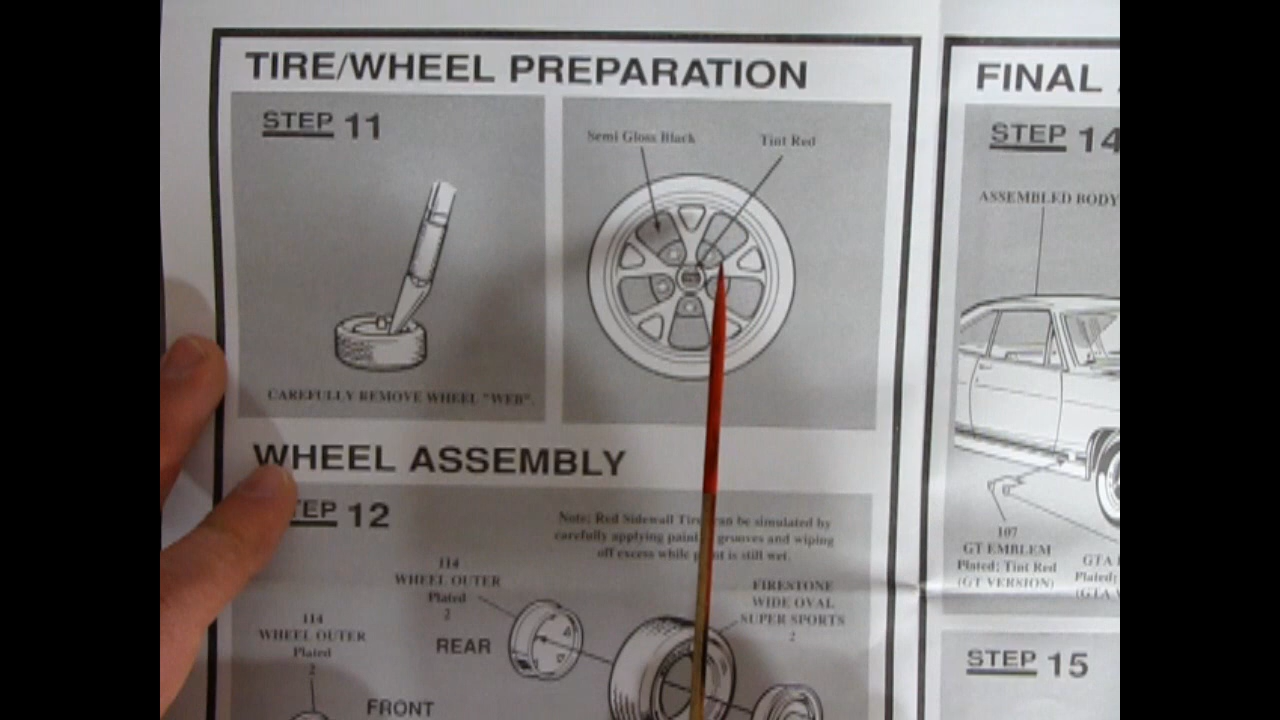 TIRE/WHEEL PREPARATION
STEP 11
Semi Gloss Black
Tint Red
CAREFULLY REMOVE WHEEL "WEB".
WHEEL ASSEMBLY
TEP 12
Note: Red Sidewall Tire can be simulated by
carefully applying paint grooves and wiping
off excess while is still wet.
114
WHEEL OUTER
Plated
2
REAR
FIRESTONE
WIDE OVAL
SUPER SPORTS
2
114
WHEEL OUTER
Plated
2
FRONT
FINAL
STEP 14
ASSEMBLED BODY
107
GT EMBLEM
Plated: Tint Red
(GT VERSION)
GTA
Plated:
(GTA
STEP 15